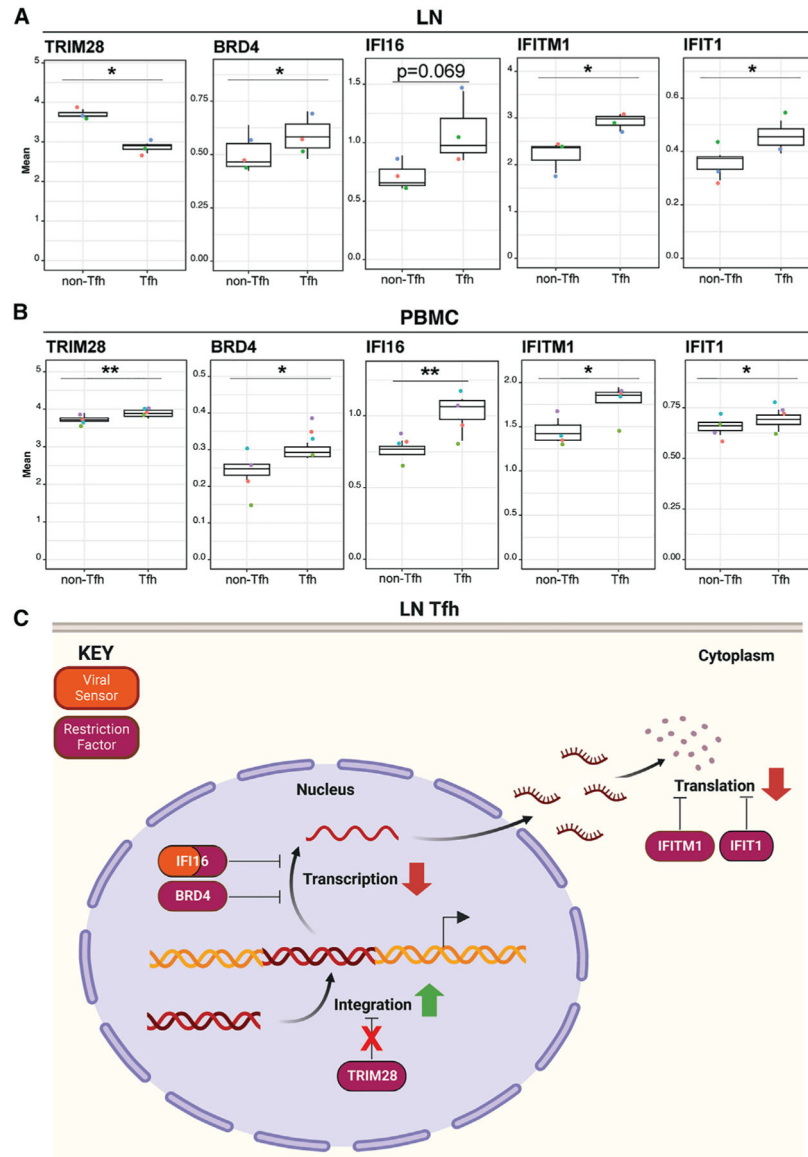 A
LN
TRIM28
BRD4
IFI16
IFITM1
IFIT1
*
*
p=0.069
*
*
Mean
5
4
3
2
1
0
0.75
0.50
0.25
0.00
1.5
1.0
0.5
0.0
4
3
2
1
0
0.6
0.4
0.2
0.0
non-Tfh Tfh
non-Tfh Tfh
non-Tfh Tfh
non-Tfh Tfh
non-Tfh Tfh
B
PBMC
TRIM28
BRD4
IFI16
IFITM1
IFIT1
**
*
**
*
*
Mean
5
4
3
2
1
0
0.5
0.4
0.3
0.2
0.1
0.0
1.0
0.5
0.0
2.0
1.5
1.0
0.5
0.0
1.00
0.75
0.50
0.25
0.00
non-Tfh Tfh
non-Tfh Tfh
non-Tfh Tfh
non-Tfh Tfh
non-Tfh Tfh
C
LN Tfh
KEY
Viral
Sensor
Restriction
Factor
Cytoplasm
Nucleus
Translation
IFITM1
IFIT1
IFI16
BRD4
Transcription
Integration
X
TRIM28